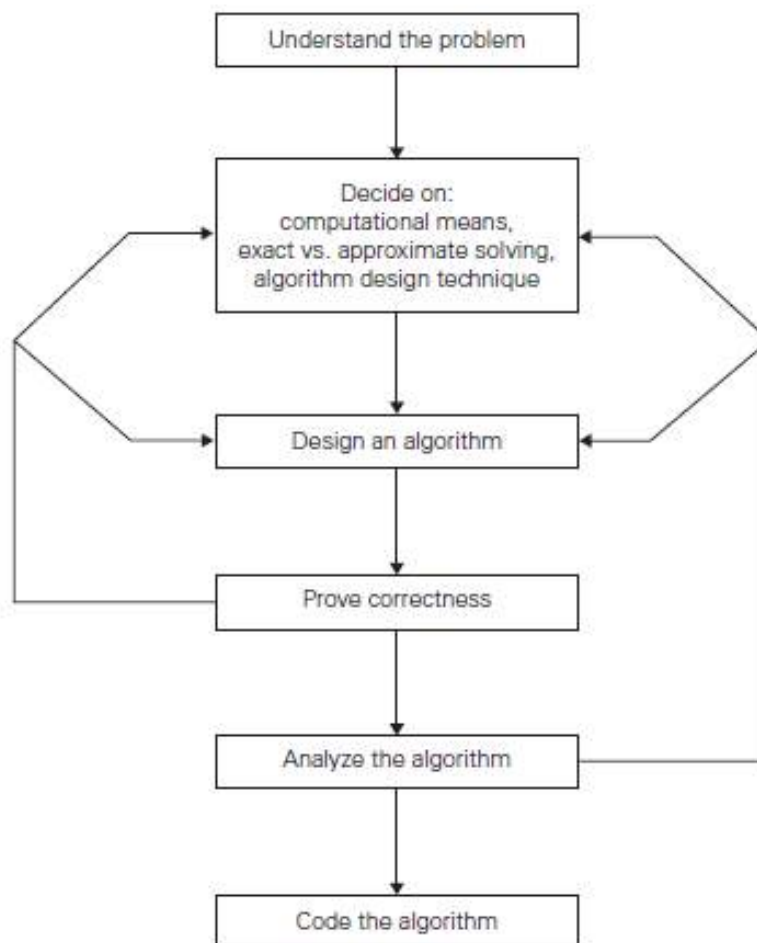 Understand the problem
Decide on:
computational means,
exact vs. approximate solving,
algorithm design technique
Design an algorithm
Prove correctness
Analyze the algorithm
Code the algorithm